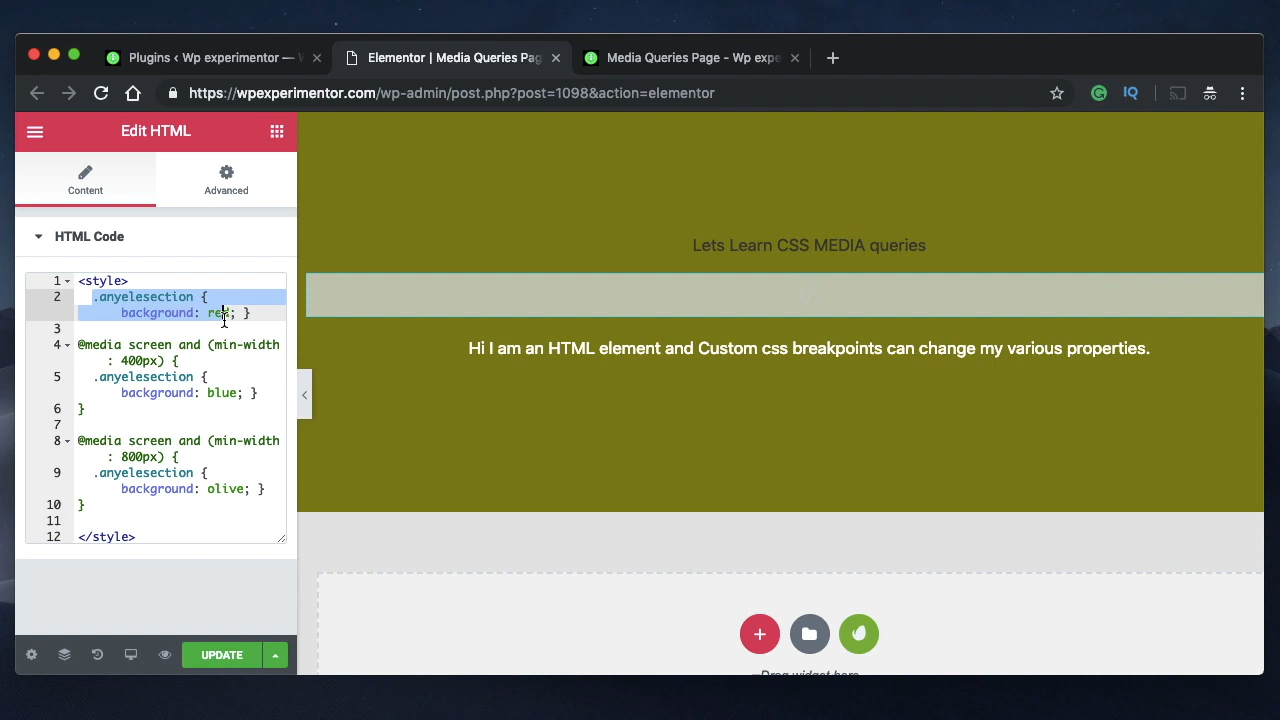 Plugins < Wp experimentor — W
Elementor | Media Queries Pag
Media Queries Page - Wp expe
https://wpexperimentor.com/wp-admin/post.php?post=1098&action=elementor
IQ
Edit HTML
Content
Advanced
HTML Code
1 <style>
2 .anyelesection {
background: red; }
3
4 @media screen and (min-width
: 400px) {
5 .anyelesection {
background: blue; }
6 }
7
8 @media screen and (min-width
: 800px) {
9 .anyelesection {
background: olive; }
10 }
11
12 </style>
UPDATE
Lets Learn CSS MEDIA queries
Hi I am an HTML element and Custom css breakpoints can change my various properties.
Drag widget here